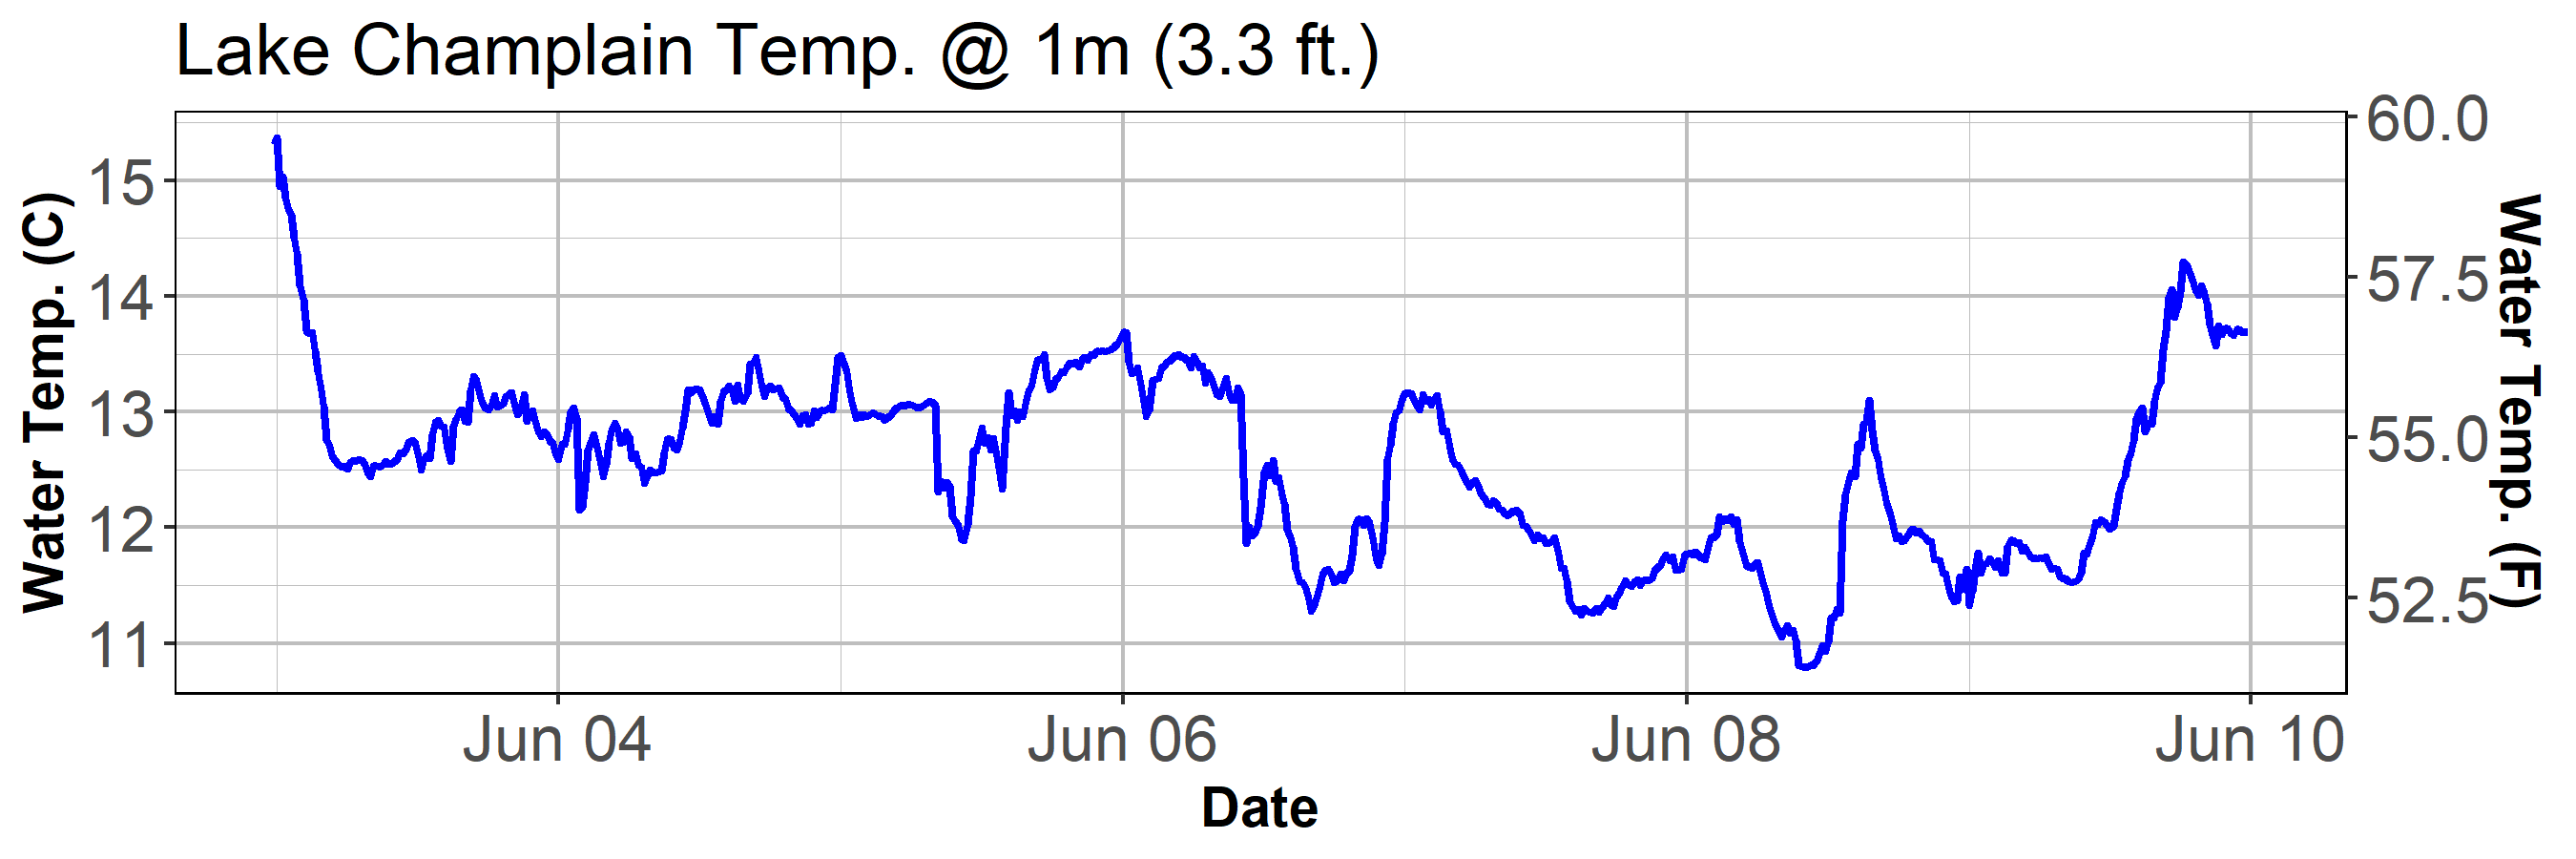 Lake Champlain Temp. @ 1m (3.3 ft.)
Water Temp. (C)
15
14
13
12
11
60.0
57.5
55.0
52.5
Water Temp. (F)
Jun 04 Jun 06 Jun 08 Jun 10
Date